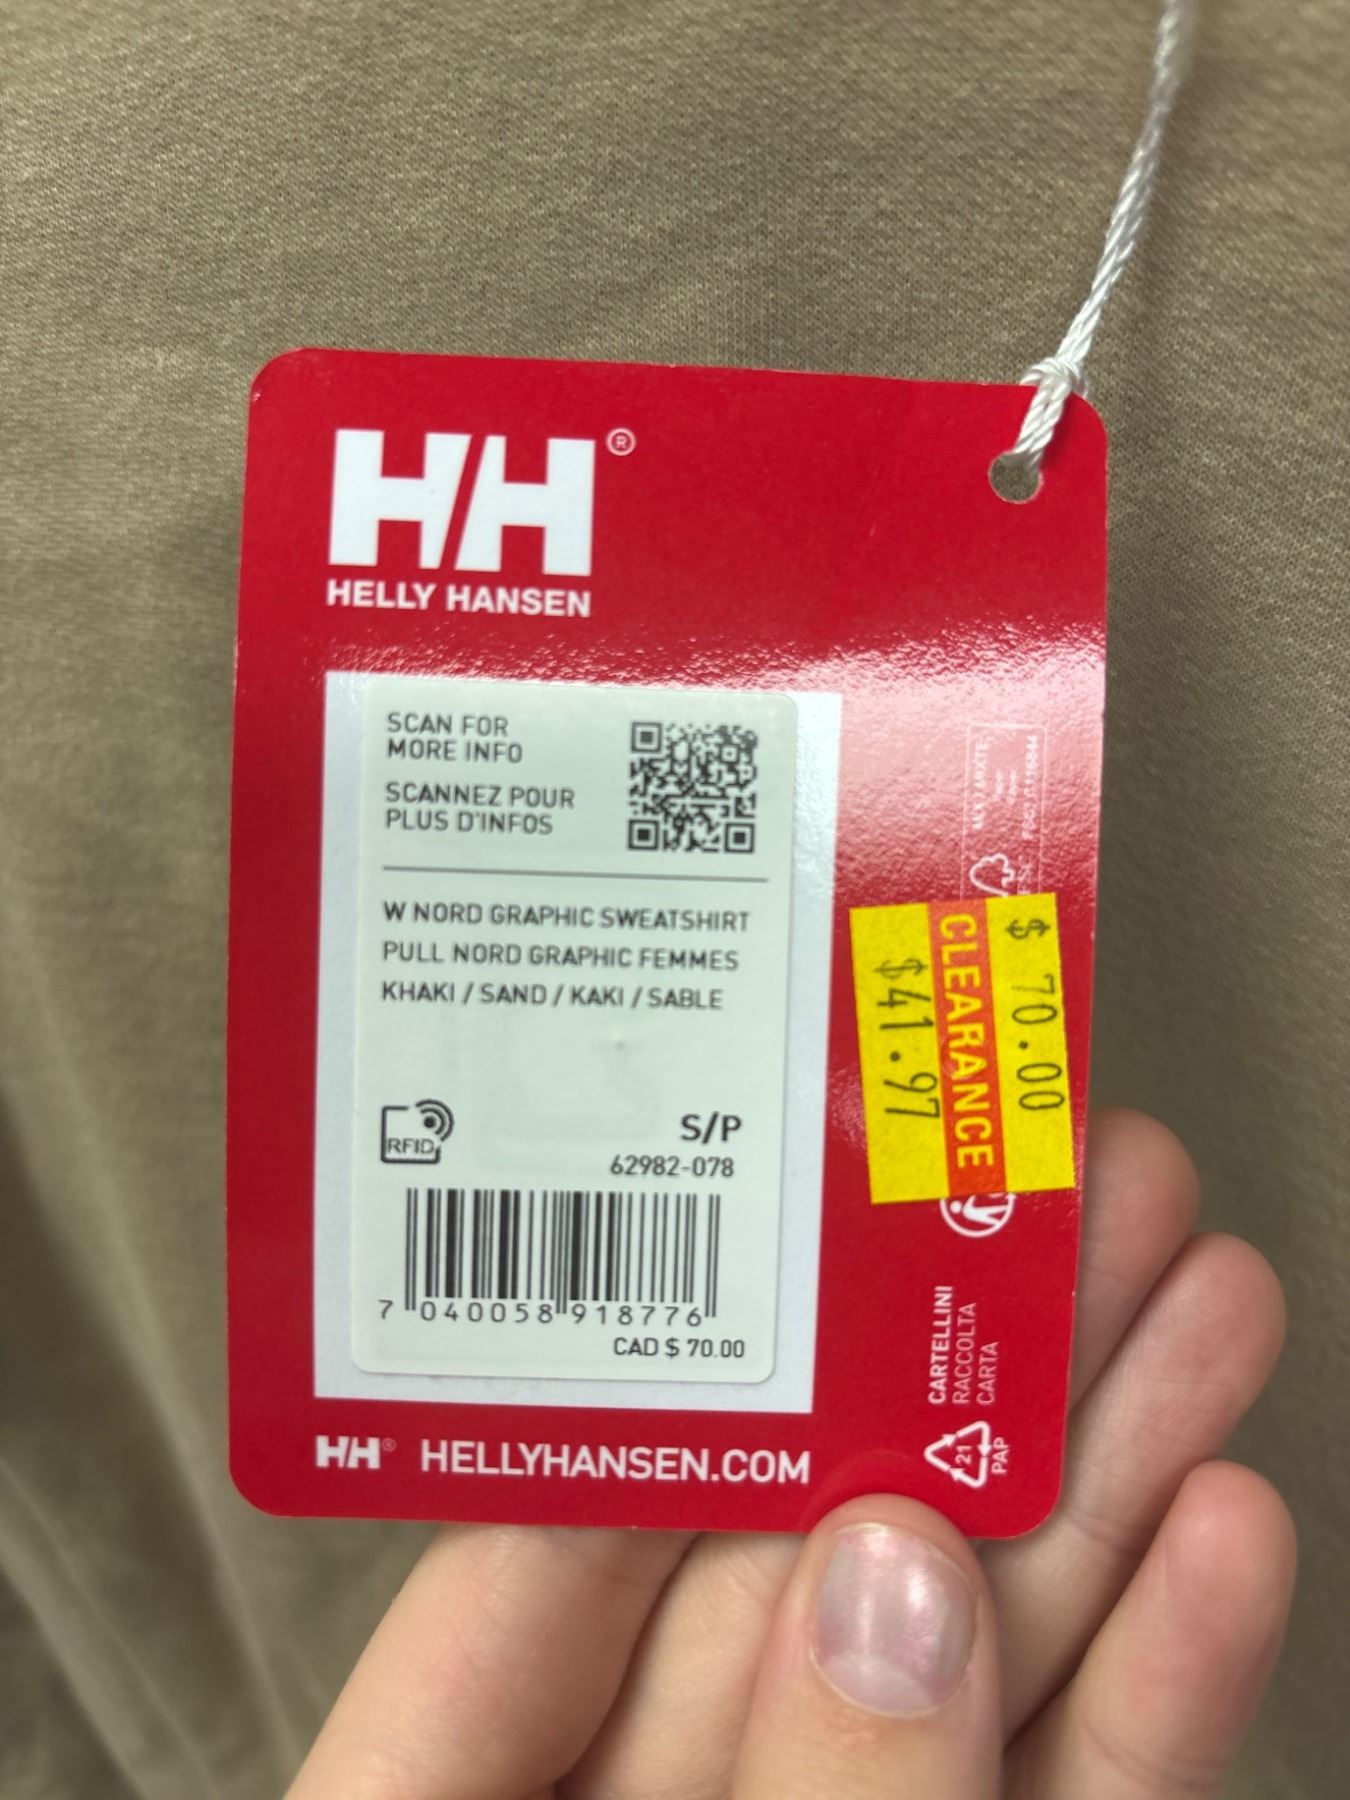 HH®
HELLY HANSEN
SCAN FOR
MORE INFO
SCANNEZ POUR
PLUS D'INFOS
W NORD GRAPHIC SWEATSHIRT
PULL NORD GRAPHIC FEMMES
KHAKI / SAND / KAKI / SABLE
RFID
S/P
62982-078
7 040058 918776
CAD $ 70.00
HH® HELLYHANSEN.COM
$ 70.00
CLEARANCE
$41.97
CARTELLINI
RACCOLTA
CARTA
21
PAP